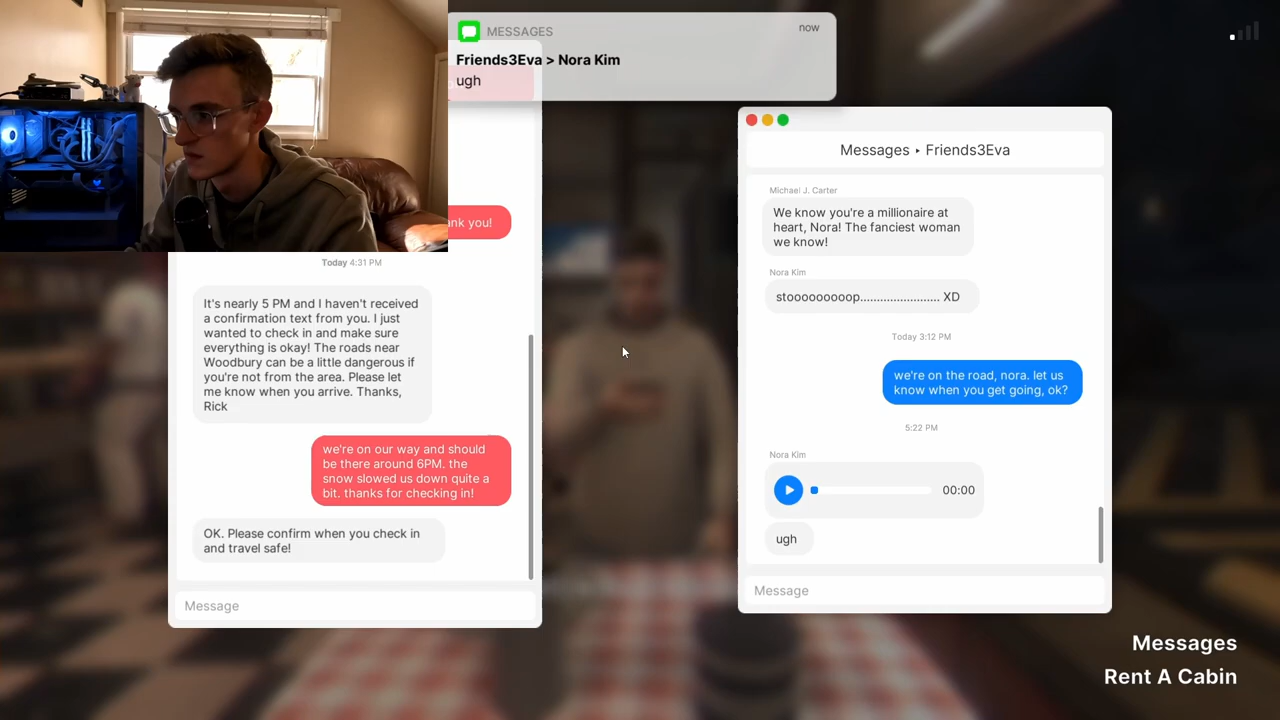 MESSAGES
now
Friends3Eva > Nora Kim
ugh
ank you!
Today 4:31 PM
It's nearly 5 PM and I haven't received
a confirmation text from you. I just
wanted to check in and make sure
everything is okay! The roads near
Woodbury can be a little dangerous if
you're not from the area. Please let
me know when you arrive. Thanks,
Rick
we're on our way and should
be there around 6PM. the
snow slowed us down quite a
bit. thanks for checking in!
OK. Please confirm when you check in
and travel safe!
Message
Messages ‣ Friends3Eva
Michael J. Carter
We know you're a millionaire at
heart, Nora! The fanciest woman
we know!
Nora Kim
stooooooooop........................ XD
Today 3:12 PM
we're on the road, nora. let us
know when you get going, ok?
5:22 PM
Nora Kim
00:00
ugh
Message
Messages
Rent A Cabin